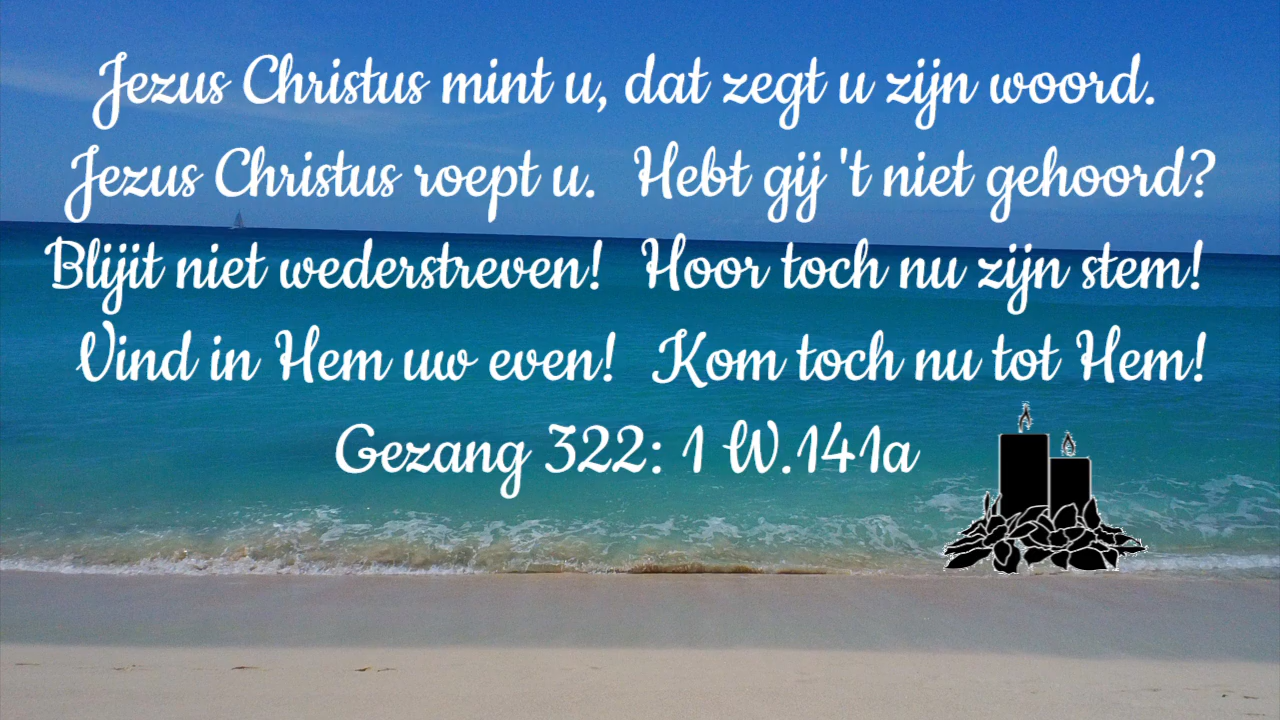 Jezus Christus mint u, dat zegt u zijn woord.
Jezus Christus roept u. Hebt gij 't niet gehoord?
Blijit niet wederstreven! Hoor toch nu zijn stem!
Vind in Hem uw even! Kom toch nu tot Hem!
Gezang 322: 1 W.141a